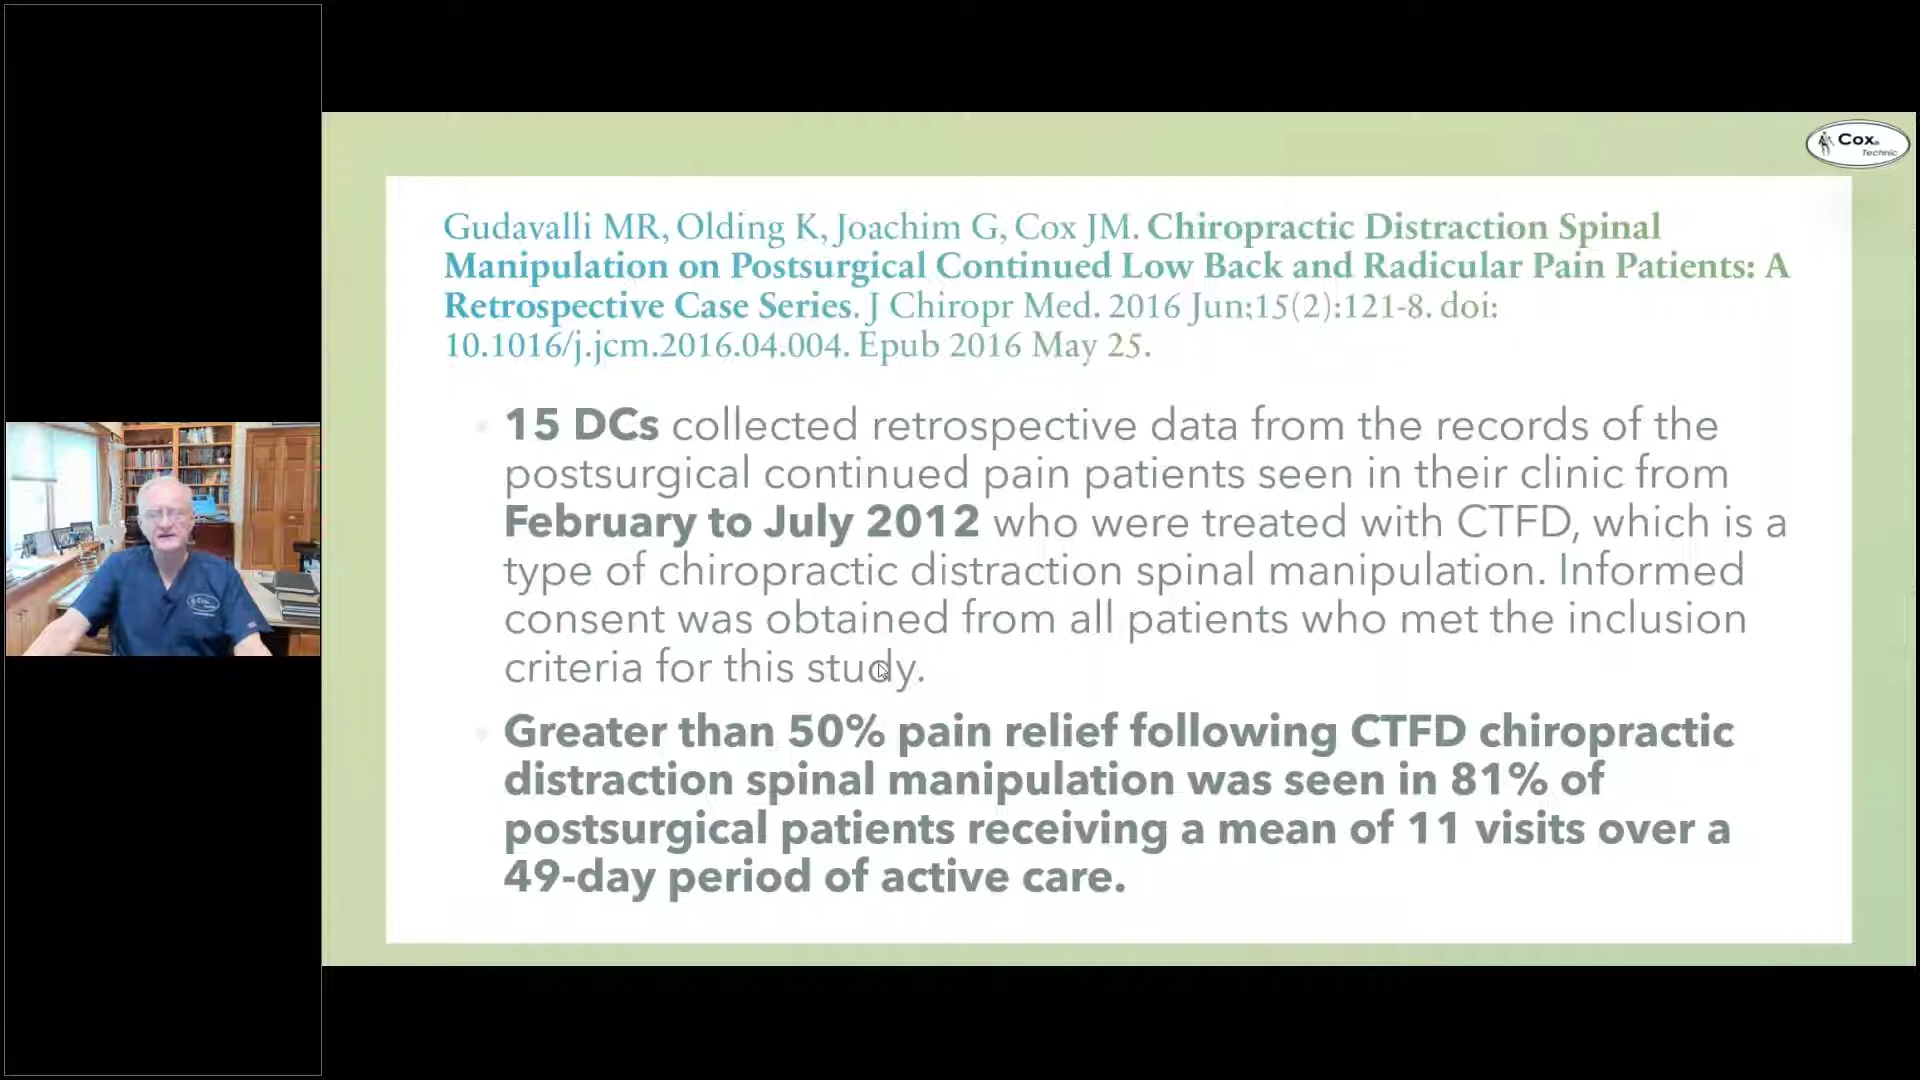 Cox®
Technic
Gudavalli MR, Olding K, Joachim G, Cox JM. Chiropractic Distraction Spinal
Manipulation on Postsurgical Continued Low Back and Radicular Pain Patients: A
Retrospective Case Series. J Chiropr Med. 2016 Jun;15(2):121-8. doi:
10.1016/j.jcm.2016.04.004. Epub 2016 May 25.
15 DCs collected retrospective data from the records of the
postsurgical continued pain patients seen in their clinic from
February to July 2012 who were treated with CTFD, which is a
type of chiropractic distraction spinal manipulation. Informed
consent was obtained from all patients who met the inclusion
criteria for this study.
Greater than 50% pain relief following CTFD chiropractic
distraction spinal manipulation was seen in 81% of
postsurgical patients receiving a mean of 11 visits over a
49-day period of active care.
Cox